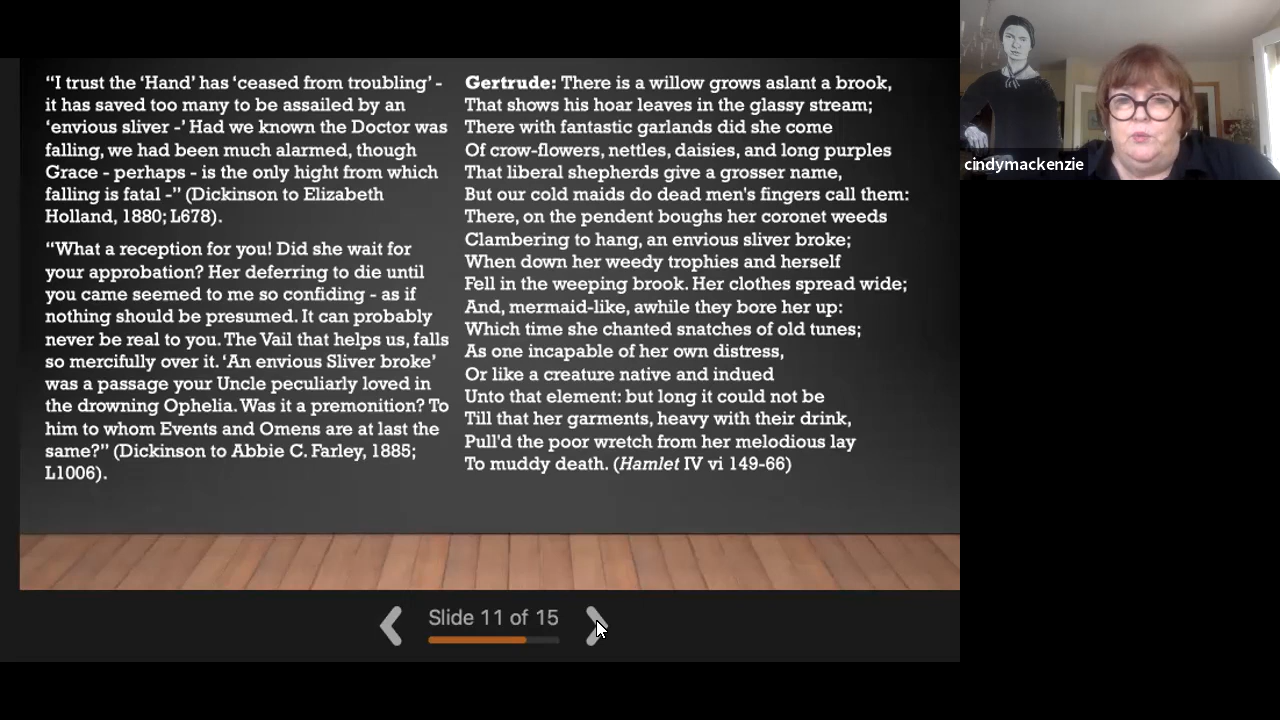 “I trust the ‘Hand’ has ‘ceased from troubling’ -
it has saved too many to be assailed by an
‘envious sliver -’ Had we known the Doctor was
falling, we had been much alarmed, though
Grace - perhaps - is the only hight from which
falling is fatal -” (Dickinson to Elizabeth
Holland, 1880; L678).
“What a reception for you! Did she wait for
your approbation? Her deferring to die until
you came seemed to me so confiding - as if
nothing should be presumed. It can probably
never be real to you. The Vail that helps us, falls
so mercifully over it. ‘An envious Sliver broke’
was a passage your Uncle peculiarly loved in
the drowning Ophelia. Was it a premonition? To
him to whom Events and Omens are at last the
same?” (Dickinson to Abbie C. Farley, 1885;
L1006).
Gertrude: There is a willow grows aslant a brook,
That shows his hoar leaves in the glassy stream;
There with fantastic garlands did she come
Of crow-flowers, nettles, daisies, and long purples
That liberal shepherds give a grosser name,
But our cold maids do dead men's fingers call them:
There, on the pendent boughs her coronet weeds
Clambering to hang, an envious sliver broke;
When down her weedy trophies and herself
Fell in the weeping brook. Her clothes spread wide;
And, mermaid-like, awhile they bore her up:
Which time she chanted snatches of old tunes;
As one incapable of her own distress,
Or like a creature native and indued
Unto that element: but long it could not be
Till that her garments, heavy with their drink,
Pull'd the poor wretch from her melodious lay
To muddy death. (Hamlet IV vi 149-66)
cindymackenzie
Slide 11 of 15